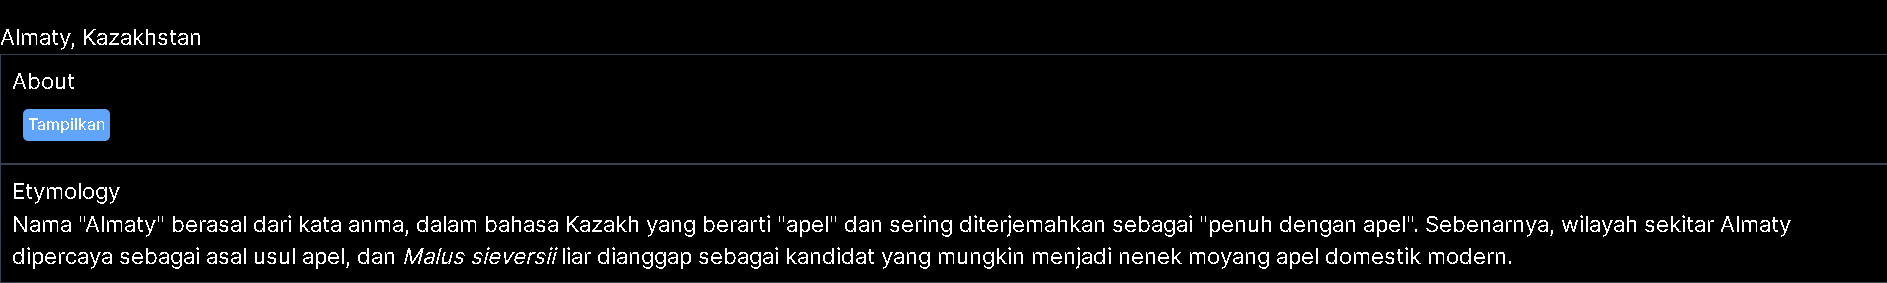 Almaty, Kazakhstan
About
Tampilkan
Etymology
Nama "Almaty" berasal dari kata anma, dalam bahasa Kazakh yang berarti "apel" dan sering diterjemahkan sebagai "penuh dengan apel". Sebenarnya, wilayah sekitar Almaty
dipercaya sebagai asal usul apel, dan Malus sieversii liar dianggap sebagai kandidat yang mungkin menjadi nenek moyang apel domestik modern.